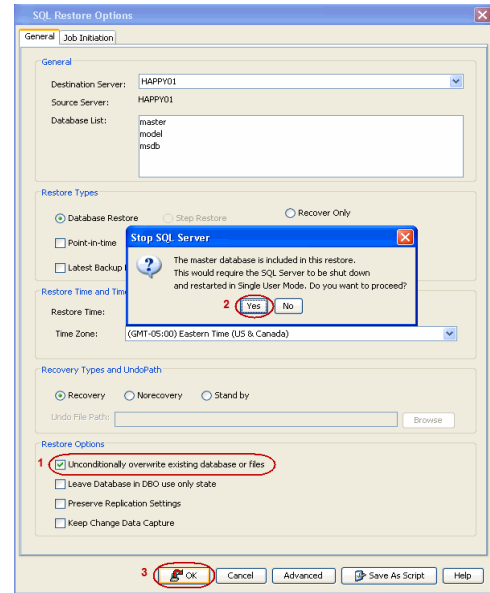 SQL Restore Options
General
Job Initiation
General
Destination Server:
HAPPY01
Source Server:
HAPPY01
Database List:
master
model
msdb
Restore Types
Database Restore
Step Restore
Recover Only
Point-in-time
Latest Backup
Stop SQL Server
The master database is included in this restore.
This would require the SQL Server to be shut down
and restarted in Single User Mode. Do you want to proceed?
2
Yes
No
Restore Time and Time
Restore Time:
Time Zone:
(GMT-05:00) Eastern Time (US & Canada)
Recovery Types and UndoPath
Recovery
Norecovery
Stand by
Undo File Path:
Browse
Restore Options
1
Unconditionally overwrite existing database or files
Leave Database in DBO use only state
Preserve Replication Settings
Keep Change Data Capture
3
OK
Cancel
Advanced
Save As Script
Help